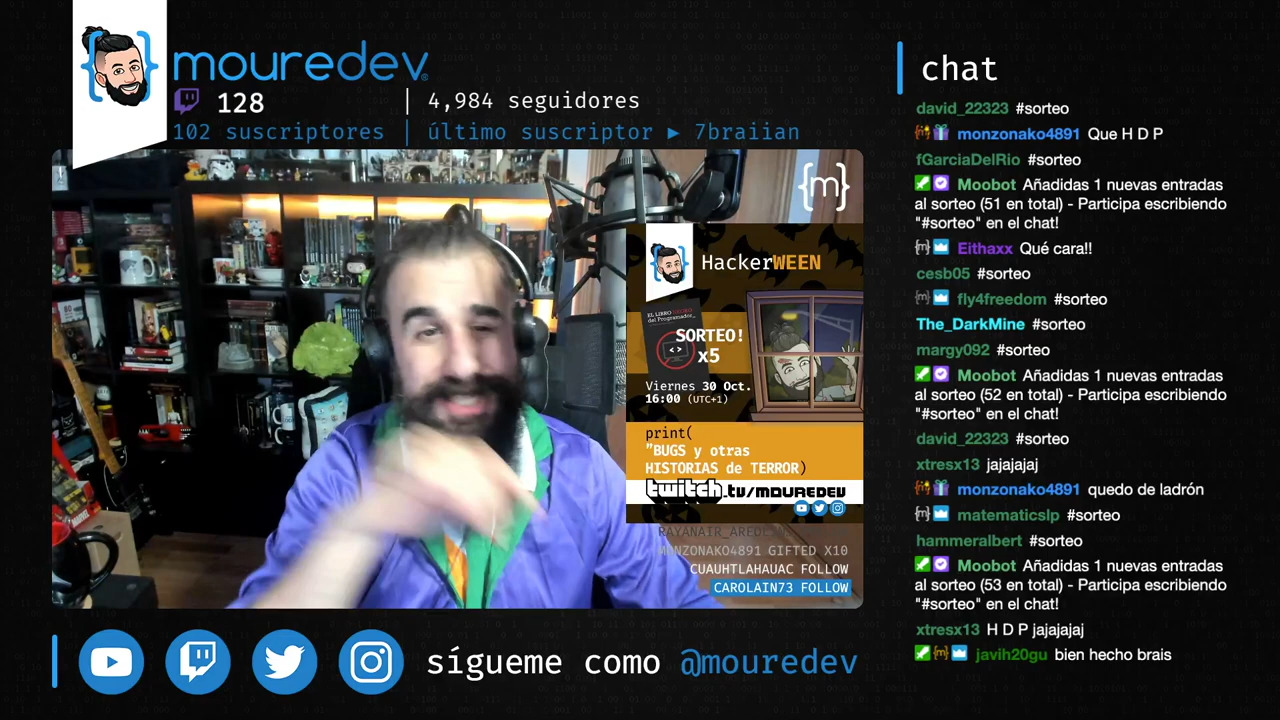 mouredev
128
4,984 seguidores
102 suscriptores
último suscriptor ▶ 7braiian
{m}
HackerWEEN
EL LIBRO NEGRO
del Programador
SORTEO!
x5
Viernes 30 Oct.
16:00 (UTC+1)
print(
"BUGS y otras
HISTORIAS de TERROR)
twitch.tv/MOUREDEV
MONZONAKO4891 GIFTED X10
CUAUHTLAHAUAC FOLLOW
CAROLAIN73 FOLLOW
sígueme como @mouredev
chat
david_22323 #sorteo
monzonako4891 Que H D P
fGarciaDelRio #sorteo
Moobot Añadidas 1 nuevas entradas
al sorteo (51 en total) - Participa escribiendo
"#sorteo" en el chat!
Eithaxx Qué cara!!
cesb05 #sorteo
fly4freedom #sorteo
The_DarkMine #sorteo
margy092 #sorteo
Moobot Añadidas 1 nuevas entradas
al sorteo (52 en total) - Participa escribiendo
"#sorteo" en el chat!
david_22323 #sorteo
xtresx13 jajajajaj
monzonako4891 quedo de ladrón
matematicslp #sorteo
hammeralbert #sorteo
Moobot Añadidas 1 nuevas entradas
al sorteo (53 en total) - Participa escribiendo
"#sorteo" en el chat!
xtresx13 H D P jajajajaj
javih20gu bien hecho brais